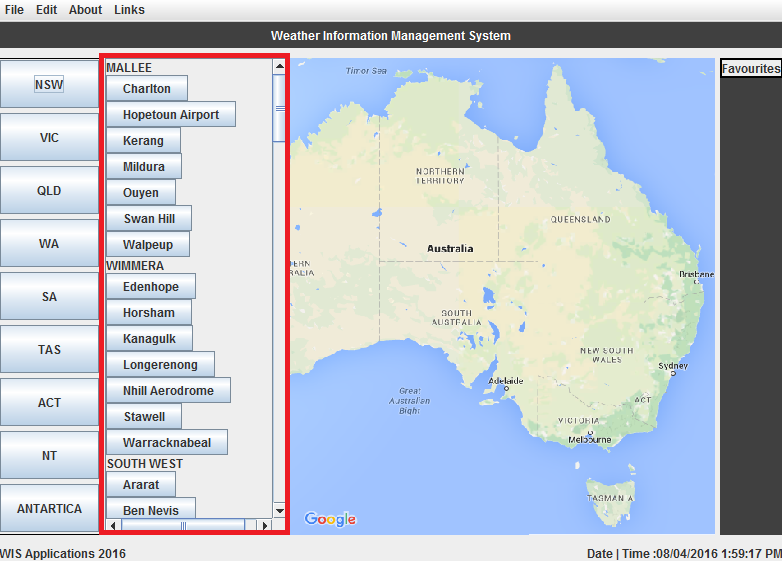 File Edit About Links
Weather Information Management System
NSW
VIC
QLD
WA
SA
TAS
ACT
NT
ANTARTICA
MALLEE
Charlton
Hopetoun Airport
Kerang
Mildura
Ouyen
Swan Hill
Walpeup
WIMMERA
Edenhope
Horsham
Kanagulk
Longerenong
Nhill Aerodrome
Stawell
Warracknabeal
SOUTH WEST
Ararat
Ben Nevis
Timor Sea
NORTHERN
TERRITORY
QUEENSLAND
Australia
ERN
RALIA
Brisbane
SOUTH
AUSTRALIA
NEW SOUTH
WALES
Sydney
Adelaide
Great
Australian
Bight
ACT
VICTORIA
Melbourne
TASMANIA
Google
Favourites
WIS Applications 2016
Date | Time :08/04/2016 1:59:17 PM